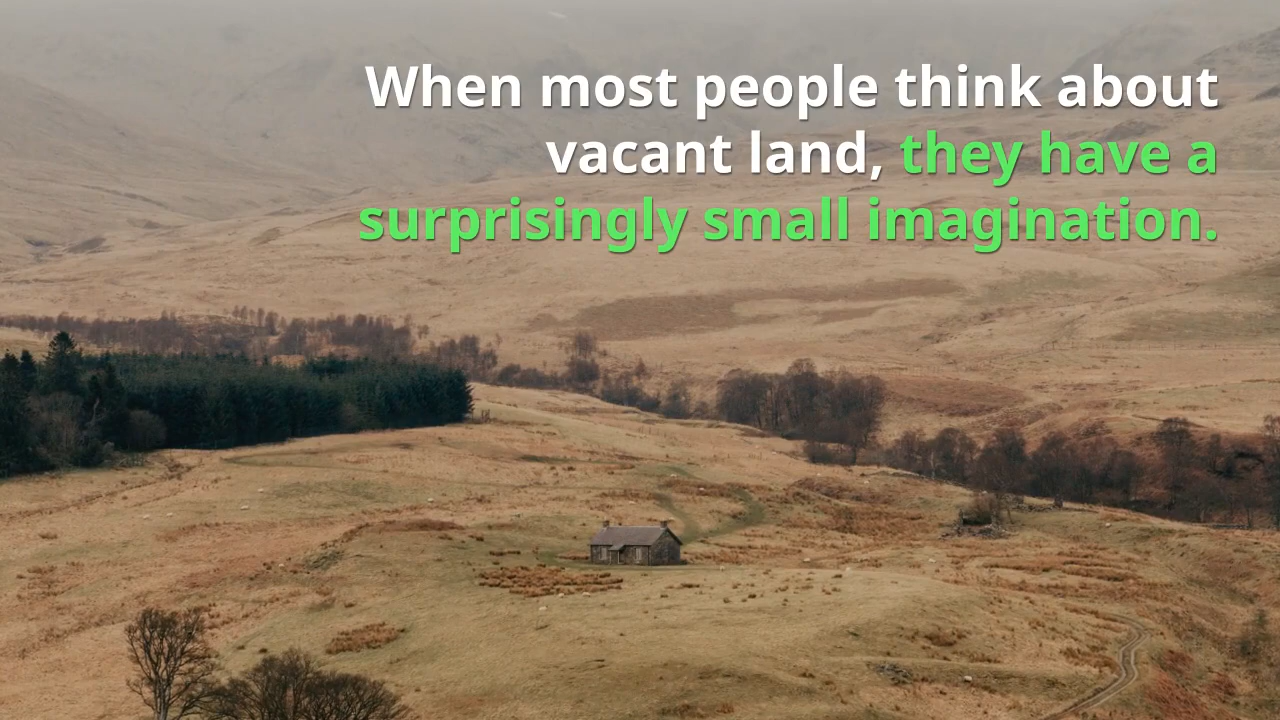 When most people think about
vacant land, they have a
surprisingly small imagination.